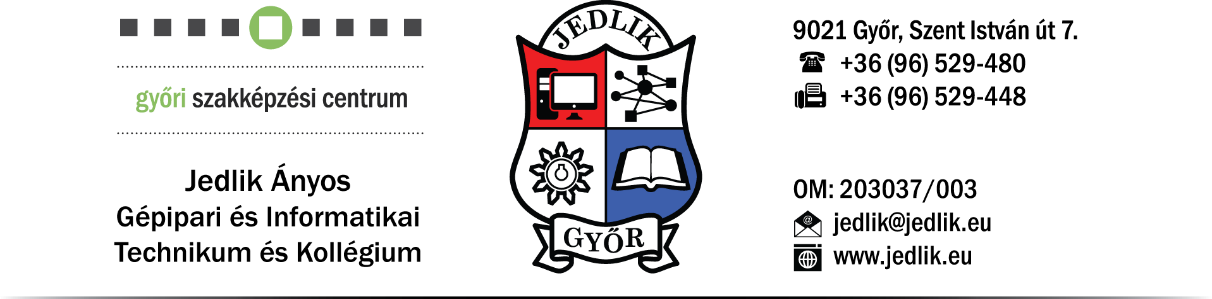 győri szakképzési centrum
Jedlik Ányos
Gépipari és Informatikai
Technikum és Kollégium
JEDLIK
GYŐR
9021 Győr, Szent István út 7.
+36 (96) 529-480
+36 (96) 529-448
OM: 203037/003
jedlik@jedlik.eu
www.jedlik.eu